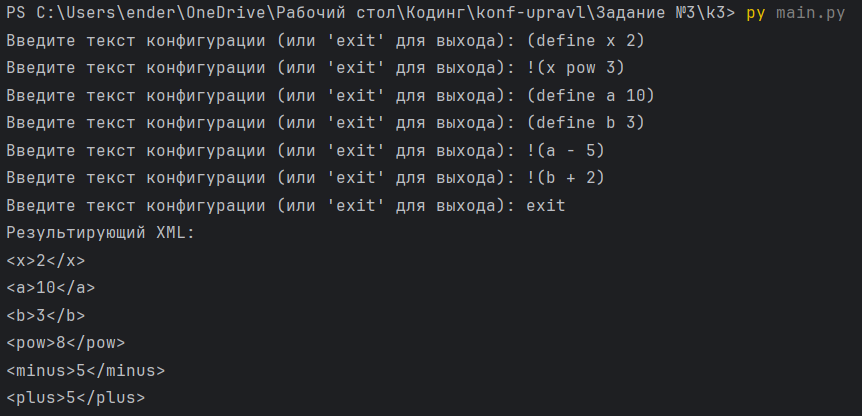 PS C:\Users\ender\OneDrive\Рабочий стол\Кодинг\konf-upravl\Задание №3\k3> py main.py
Введите текст конфигурации (или 'exit' для выхода): (define x 2)
Введите текст конфигурации (или 'exit' для выхода): !(x pow 3)
Введите текст конфигурации (или 'exit' для выхода): (define a 10)
Введите текст конфигурации (или 'exit' для выхода): (define b 3)
Введите текст конфигурации (или 'exit' для выхода): !(a - 5)
Введите текст конфигурации (или 'exit' для выхода): !(b + 2)
Введите текст конфигурации (или 'exit' для выхода): exit
Результирующий XML:
<x>2</x>
<a>10</a>
<b>3</b>
<pow>8</pow>
<minus>5</minus>
<plus>5</plus>